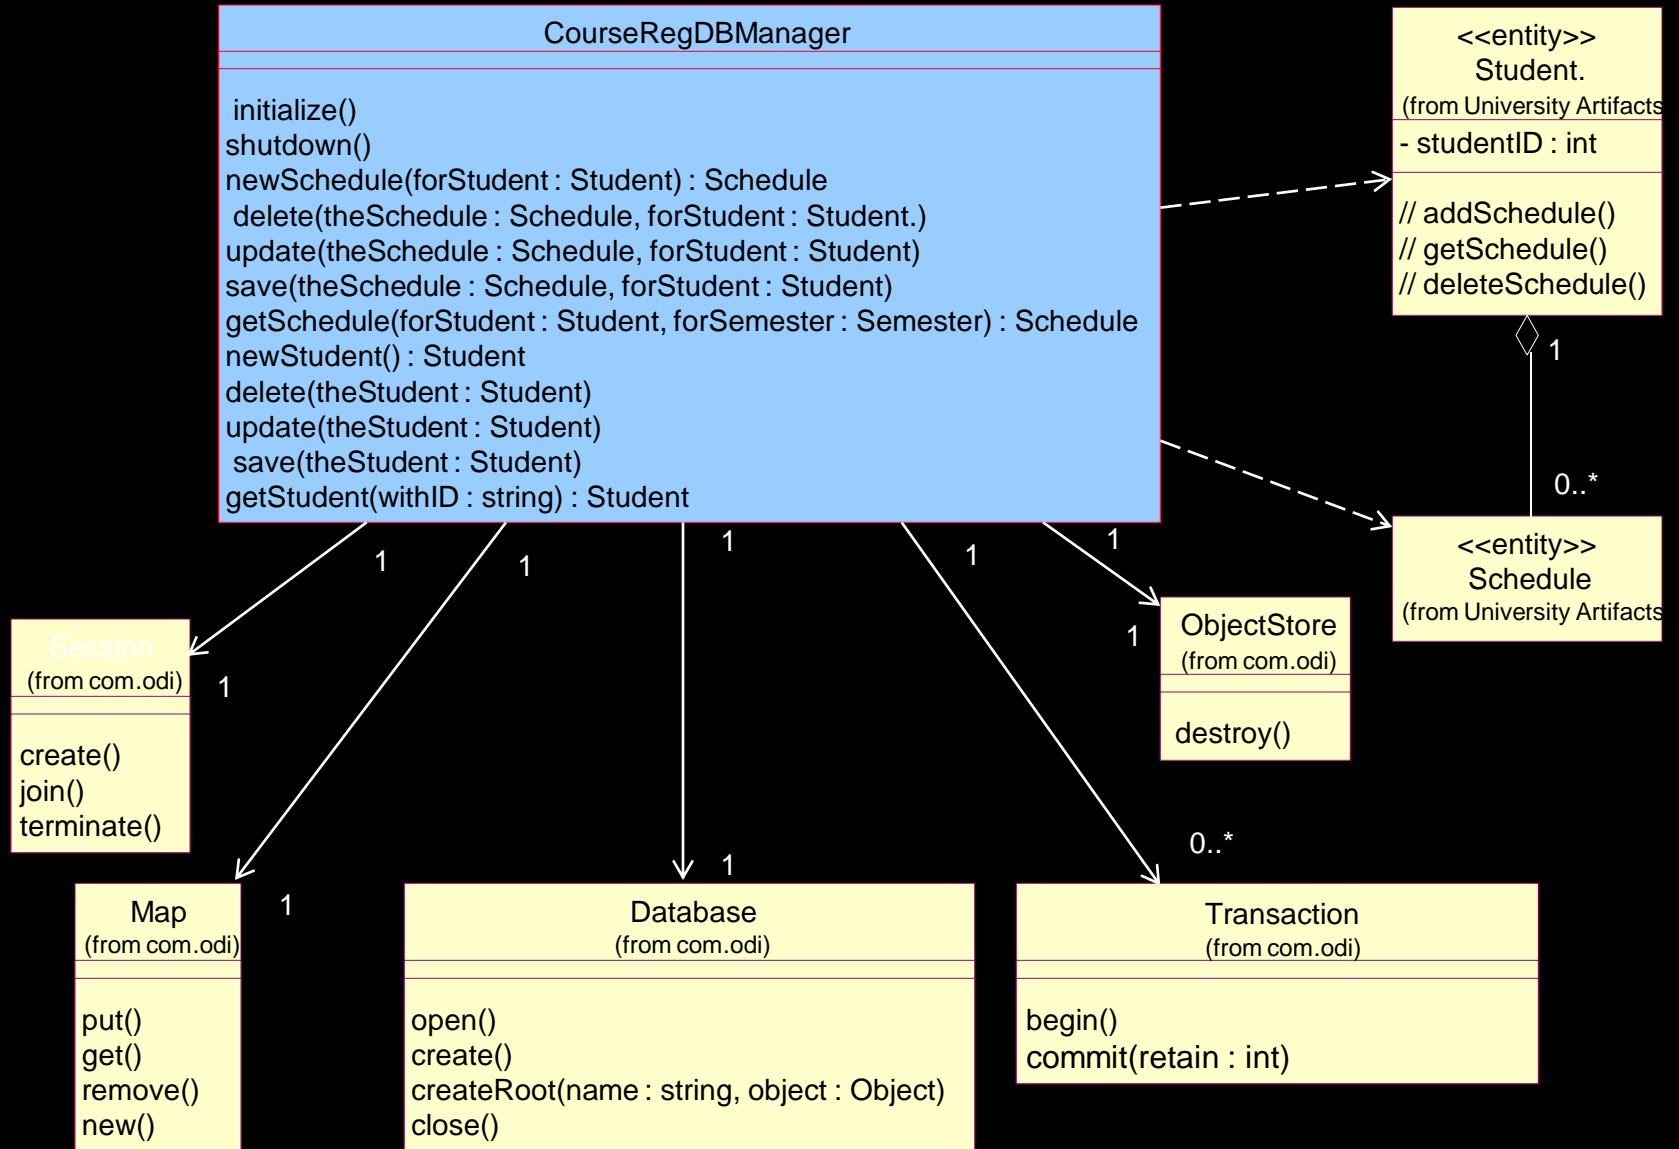 CourseRegDBManager
initialize()
shutdown()
newSchedule(forStudent : Student) : Schedule
delete(theSchedule : Schedule, forStudent : Student.)
update(theSchedule : Schedule, forStudent : Student)
save(theSchedule : Schedule, forStudent : Student)
getSchedule(forStudent : Student, forSemester : Semester) : Schedule
newStudent() : Student
delete(theStudent : Student)
update(theStudent : Student)
save(theStudent : Student)
getStudent(withID : string) : Student
<<entity>>
Student.
(from University Artifacts
- studentID : int
// addSchedule()
// getSchedule()
// deleteSchedule()
1
0..*
<<entity>>
Schedule
(from University Artifacts
1
1
1
1
1
Session
(from com.odi)
create()
join()
terminate()
1
ObjectStore
(from com.odi)
destroy()
1
Map
(from com.odi)
put()
get()
remove()
new()
1
Database
(from com.odi)
open()
create()
createRoot(name : string, object : Object)
close()
1
0..*
Transaction
(from com.odi)
begin()
commit(retain : int)